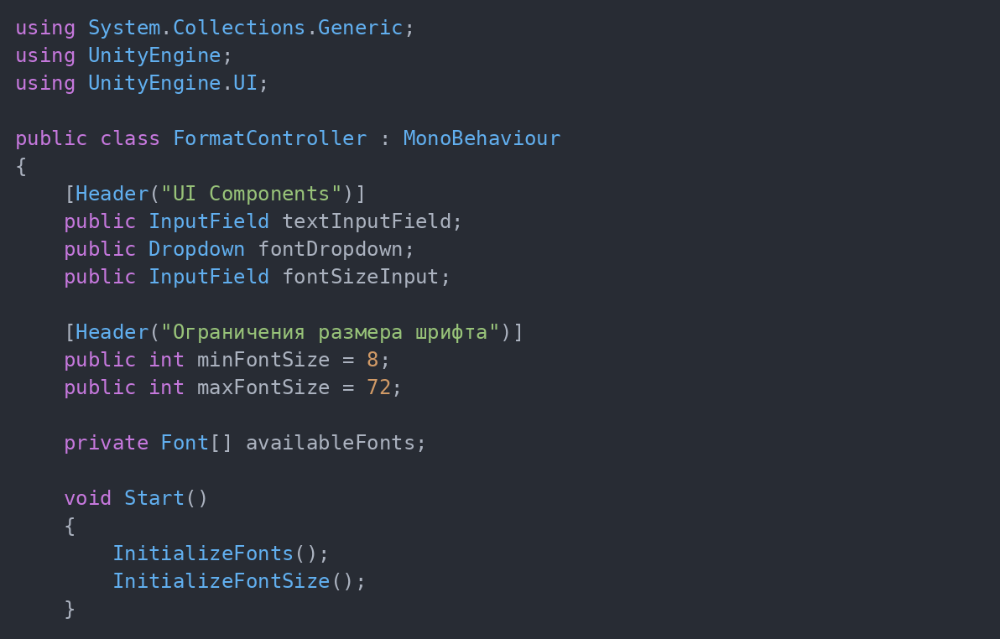 using System.Collections.Generic;
using UnityEngine;
using UnityEngine.UI;

public class FormatController : MonoBehaviour
{
    [Header("UI Components")]
    public InputField textInputField;
    public Dropdown fontDropdown;
    public InputField fontSizeInput;

    [Header("Ограничения размера шрифта")]
    public int minFontSize = 8;
    public int maxFontSize = 72;

    private Font[] availableFonts;

    void Start()
    {
        InitializeFonts();
        InitializeFontSize();
    }